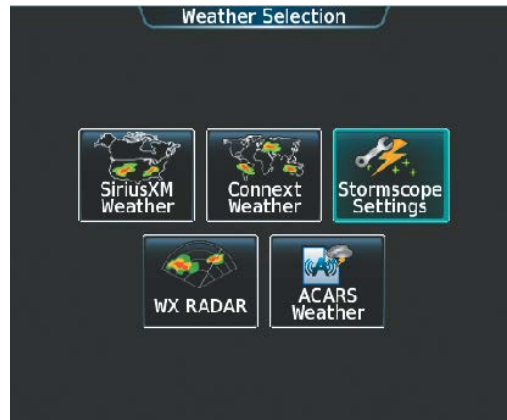 Weather Selection
SiriusXM
Weather
Connext
Weather
Stormscope
Settings
WX RADAR
A
ACARS
Weather